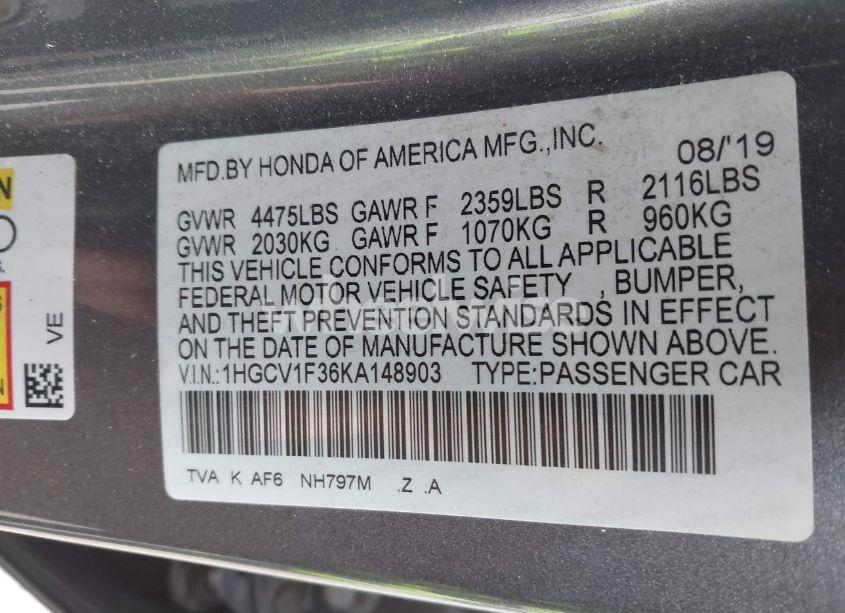 MFD.BY HONDA OF AMERICA MFG.,INC. 08/'19
GVWR 4475LBS GAWR F 2359LBS R 2116LBS
GVWR 2030KG GAWR F 1070KG R 960KG
THIS VEHICLE CONFORMS TO ALL APPLICABLE
FEDERAL MOTOR VEHICLE SAFETY , BUMPER,
AND THEFT PREVENTION STANDARDS IN EFFECT
ON THE DATE OF MANUFACTURE SHOWN ABOVE.
V.I.N.:1HGCV1F36KA148903 TYPE:PASSENGER CAR
TVA K AF6 NH797M .Z .A
VE